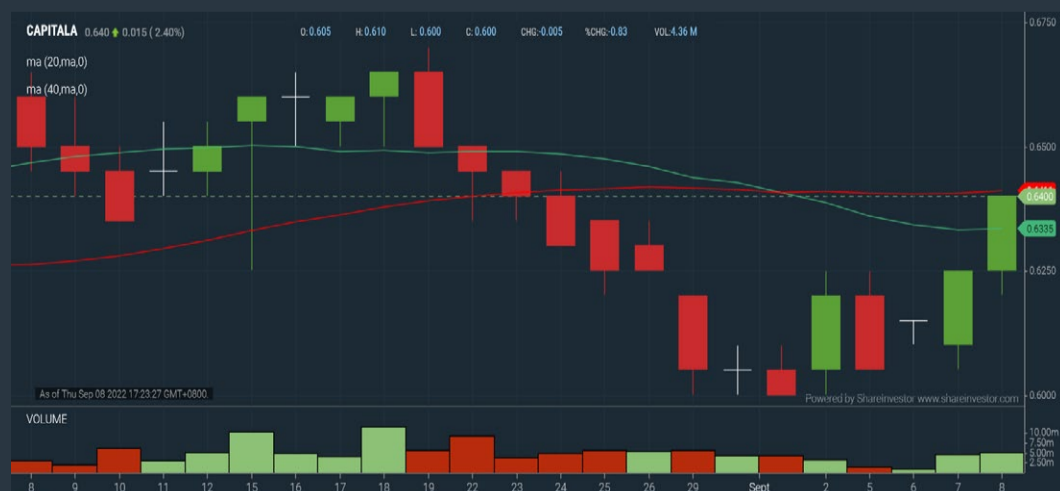 0.6750
CAPITALA 0.640 0.015 ( 2.40%) O: 0.605 H: 0.610 L: 0.600 C: 0.600 CHG:-0.005 %CHG:-0.83 VOL:4.36 M
ma (20,ma,0)
ma (40,ma,0)
0.6500
0.6400
0.6335
0.6250
0.6000
As of Thu Sep 08 2022 17:23:27 GMT+0800.
Powered by ShareInvestor www.shareinvestor.com
VOLUME
10.00m
7.50m
5.00m
2.50m
8 9 10 11 12 15 16 17 18 19 22 23 24 25 26 29 Sept 2 5 6 7 8